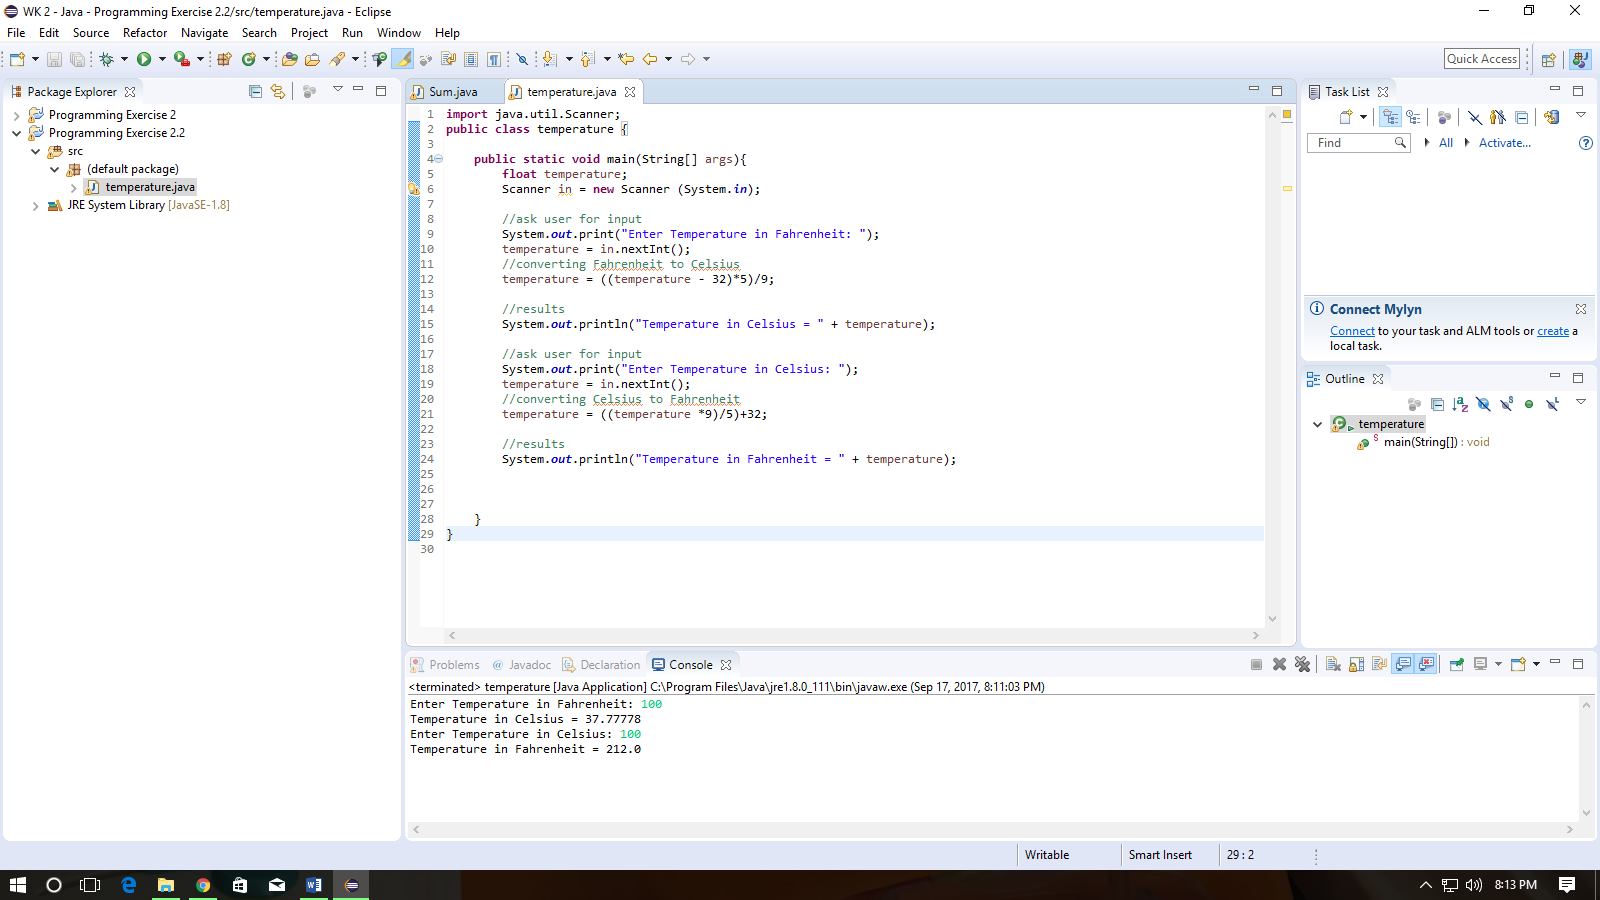 WK 2 - Java - Programming Exercise 2.2/src/temperature.java - Eclipse
File Edit Source Refactor Navigate Search Project Run Window Help
Quick Access
Package Explorer
Programming Exercise 2
Programming Exercise 2.2
src
(default package)
temperature.java
JRE System Library [JavaSE-1.8]
Sum.java temperature.java
1 import java.util.Scanner;
2 public class temperature {
3
4 public static void main(String[] args){
5 float temperature;
6 Scanner in = new Scanner (System.in);
7
8 //ask user for input
9 System.out.print("Enter Temperature in Fahrenheit: ");
10 temperature = in.nextInt();
11 //converting Fahrenheit to Celsius
12 temperature = ((temperature - 32)*5)/9;
13
14 //results
15 System.out.println("Temperature in Celsius = " + temperature);
16
17 //ask user for input
18 System.out.print("Enter Temperature in Celsius: ");
19 temperature = in.nextInt();
20 //converting Celsius to Fahrenheit
21 temperature = ((temperature *9)/5)+32;
22
23 //results
24 System.out.println("Temperature in Fahrenheit = " + temperature);
25
26
27
28 }
29 }
30
Task List
Find All Activate...
Connect Mylyn
Connect to your task and ALM tools or create a
local task.
Outline
temperature
main(String[]) : void
Problems @ Javadoc Declaration Console
<terminated> temperature [Java Application] C:\Program Files\Java\jre1.8.0_111\bin\javaw.exe (Sep 17, 2017, 8:11:03 PM)
Enter Temperature in Fahrenheit: 100
Temperature in Celsius = 37.77778
Enter Temperature in Celsius: 100
Temperature in Fahrenheit = 212.0
Writable Smart Insert 29 : 2
8:13 PM